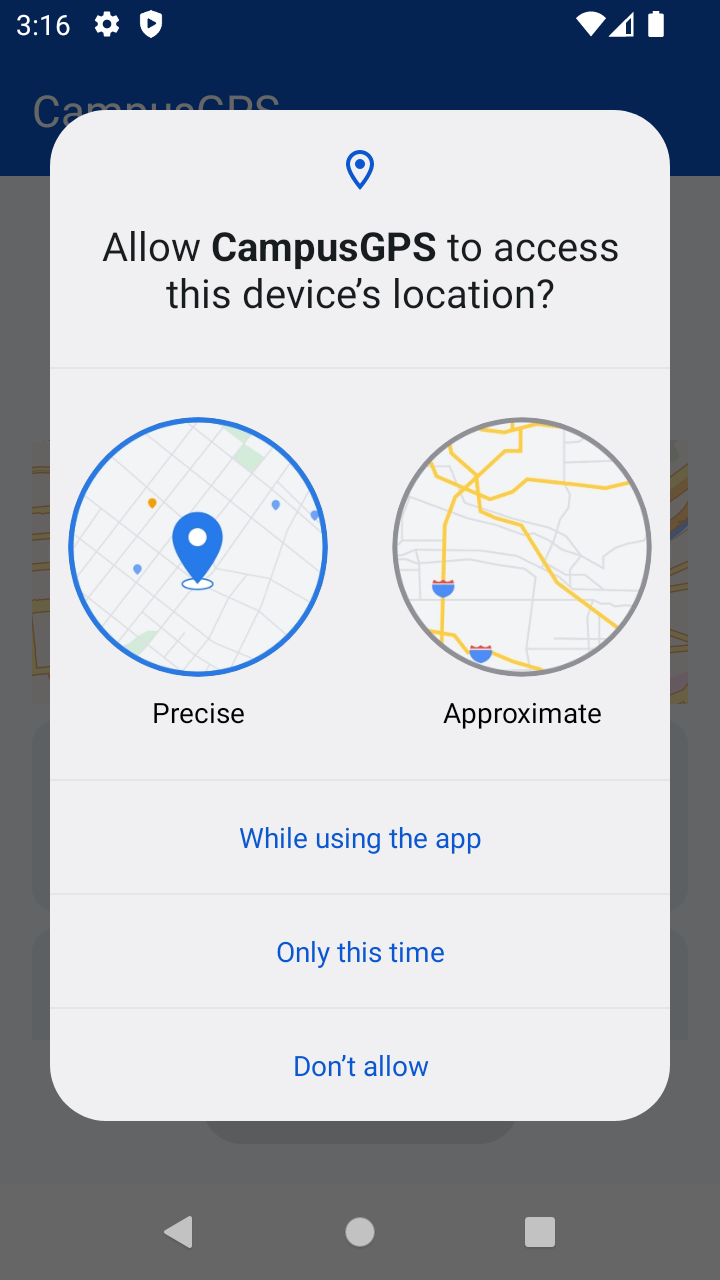 3:16
CampusGPS
Allow CampusGPS to access
this device’s location?
Precise
Approximate
While using the app
Only this time
Don’t allow